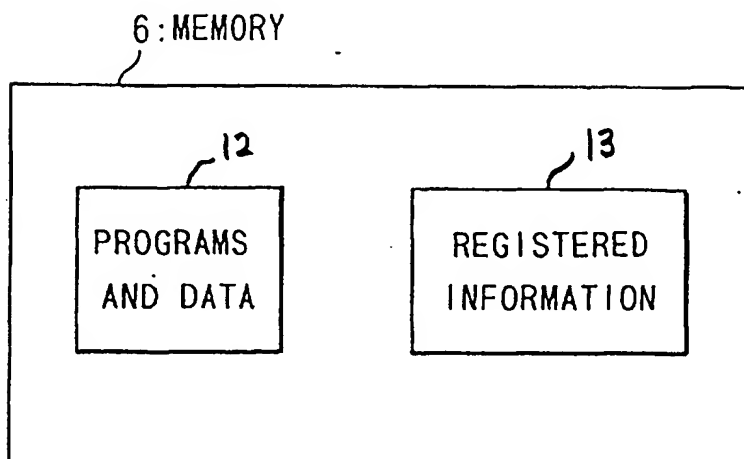 6:MEMORY
12
PROGRAMS
AND DATA
13
REGISTERED
INFORMATION